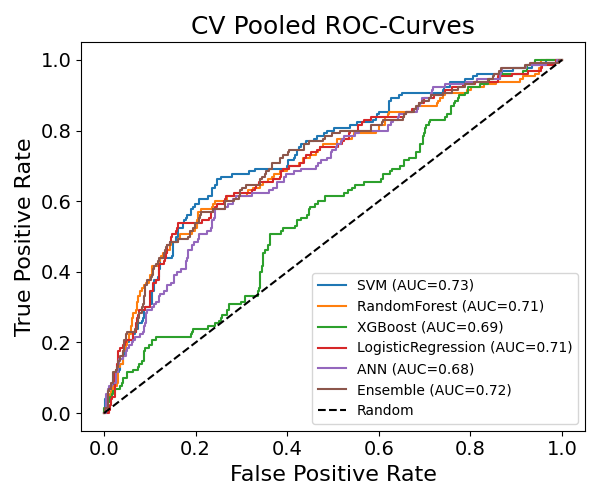 CV Pooled ROC-Curves
True Positive Rate
1.0
0.8
0.6
0.4
0.2
0.0
SVM (AUC=0.73)
RandomForest (AUC=0.71)
XGBoost (AUC=0.69)
LogisticRegression (AUC=0.71)
ANN (AUC=0.68)
Ensemble (AUC=0.72)
Random
0.0 0.2 0.4 0.6 0.8 1.0
False Positive Rate